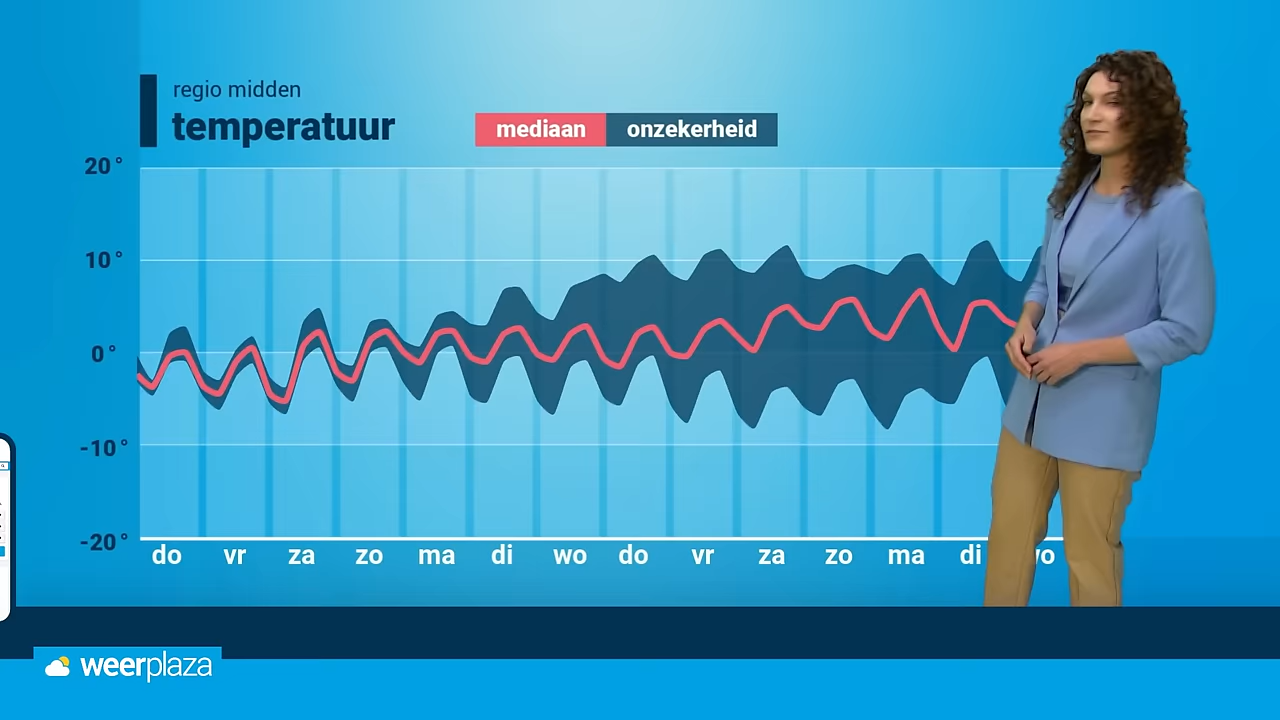 regio midden
temperatuur
mediaan onzekerheid
20°
10°
0°
-10°
-20°
do vr za zo ma di wo do vr za zo ma di wo
weerplaza